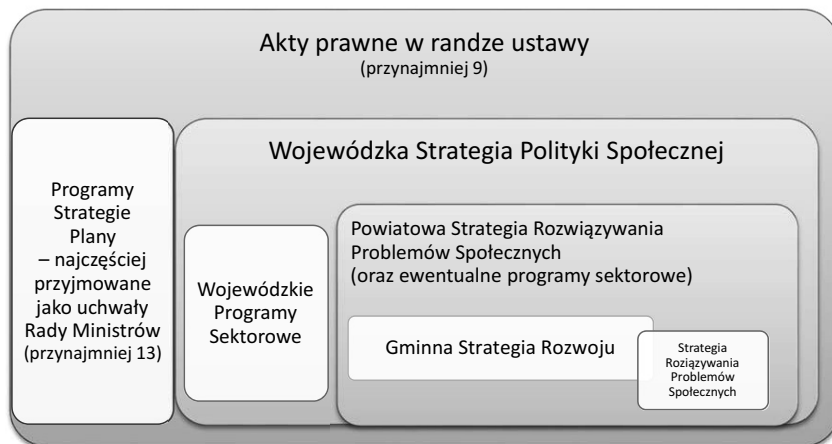 Akty prawne w randze ustawy
(przynajmniej 9)
Programy
Strategie
Plany
– najczęściej
przyjmowane
jako uchwały
Rady Ministrów
(przynajmniej 13)
Wojewódzka Strategia Polityki Społecznej
Wojewódzkie
Programy
Sektorowe
Powiatowa Strategia Rozwiązywania
Problemów Społecznych
(oraz ewentualne programy sektorowe)
Gminna Strategia Rozwoju
Strategia
Roziązywania
Problemów
Społecznych